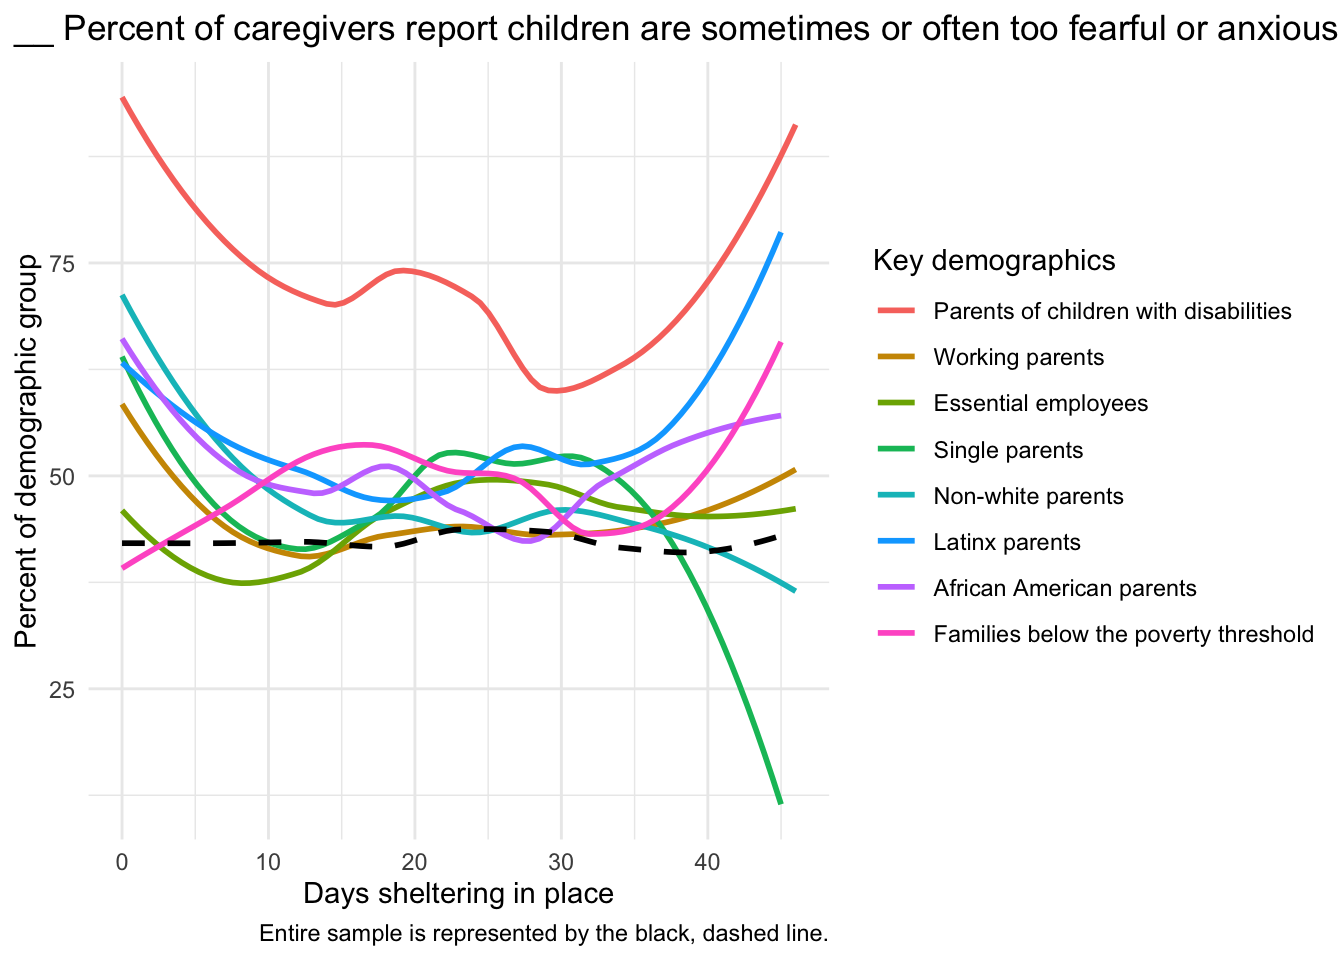 __ Percent of caregivers report children are sometimes or often too fearful or anxious
Percent of demographic group
75
50
25
0 10 20 30 40
Days sheltering in place
Entire sample is represented by the black, dashed line.
Key demographics
Parents of children with disabilities
Working parents
Essential employees
Single parents
Non-white parents
Latinx parents
African American parents
Families below the poverty threshold